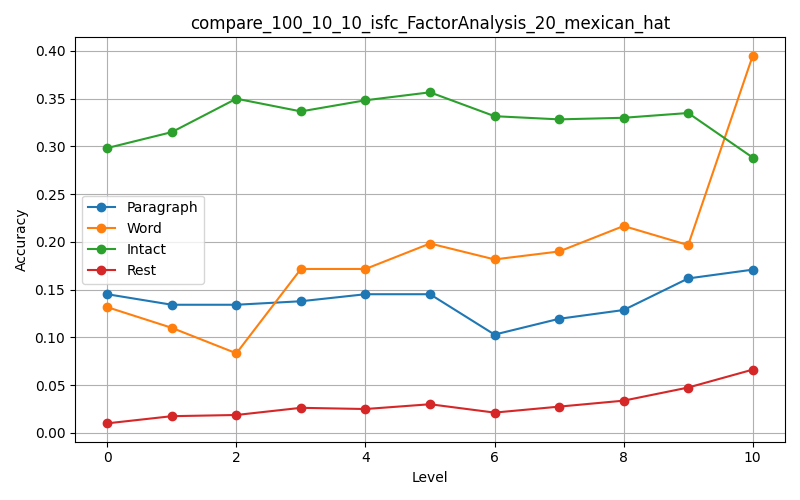 compare_100_10_10_isfc_FactorAnalysis_20_mexican_hat
0.40
0.35
0.30
0.25
0.20
0.15
0.10
0.05
0.00
Accuracy
Paragraph
Word
Intact
Rest
0 2 4 6 8 10
Level